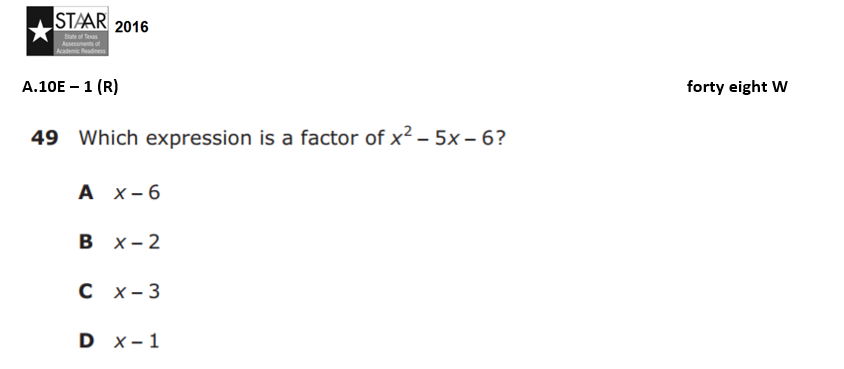 STAAR 2016
State of Texas
Assessments of
Academic Readiness
A.10E – 1 (R) forty eight W
49 Which expression is a factor of x² – 5x – 6?
A x – 6
B x – 2
C x – 3
D x – 1